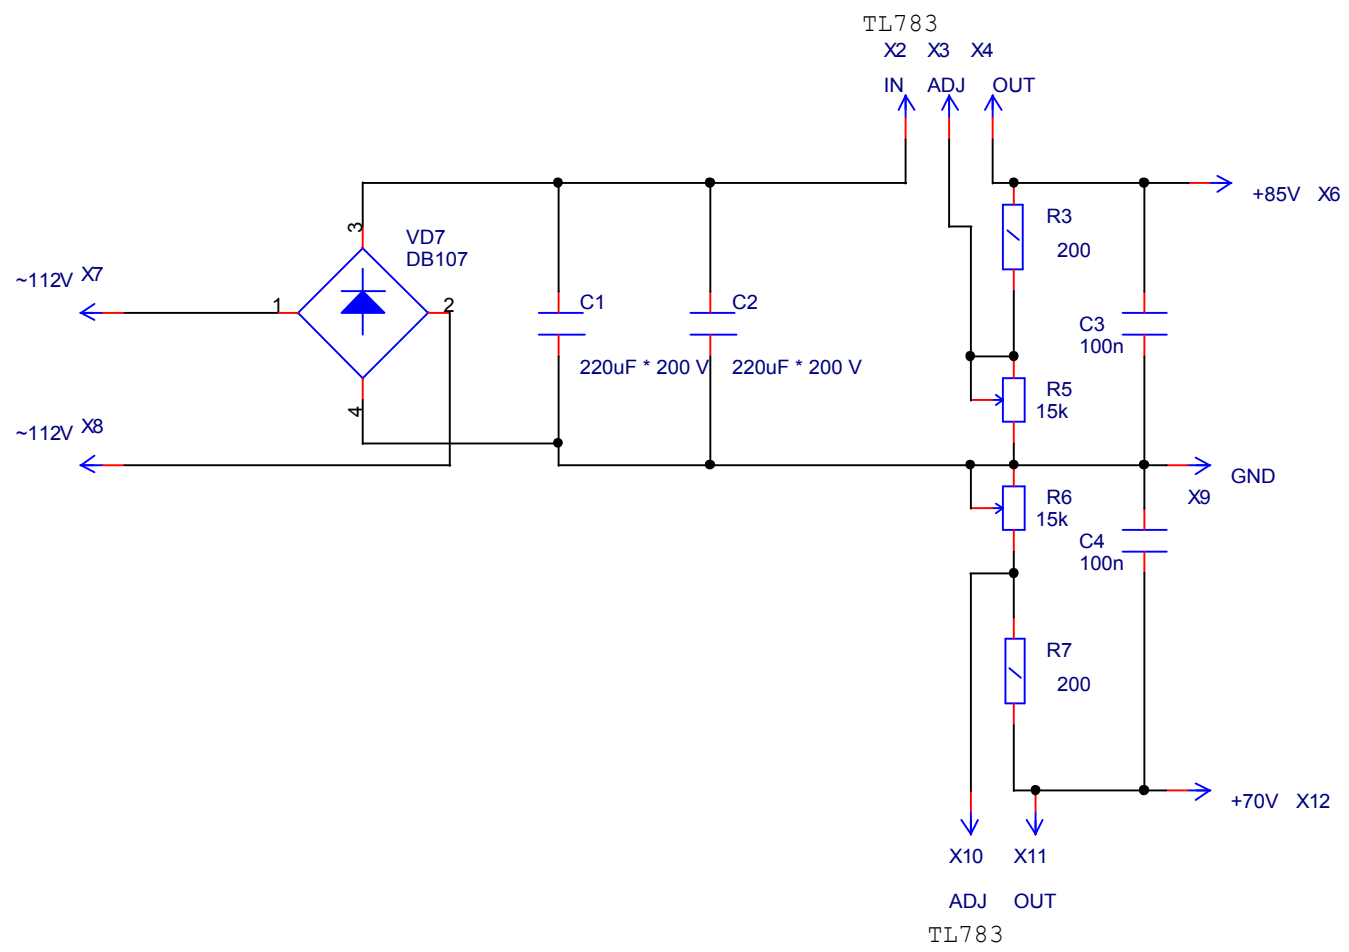 TL783
X2 X3 X4
IN ADJ OUT
+85V X6
R3
200
3
VD7
DB107
~112V X7
1
2
C1
C2
C3
100n
220uF * 200 V
220uF * 200 V
R5
15k
4
~112V X8
GND
X9
R6
15k
C4
100n
R7
200
+70V X12
X10 X11
ADJ OUT
TL783